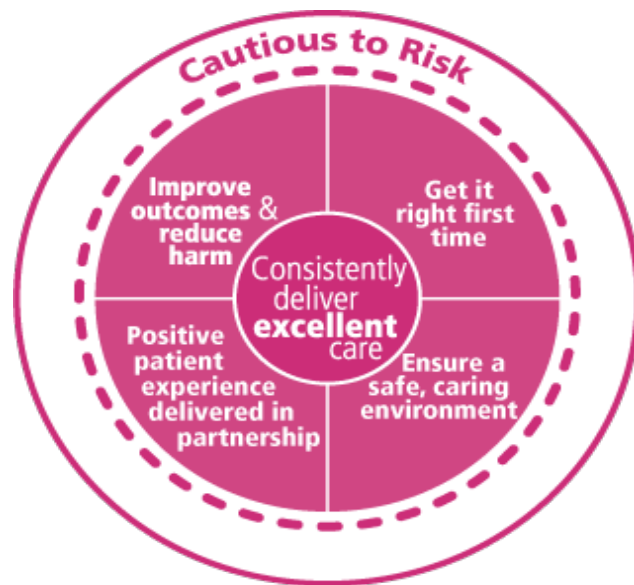 Cautious to Risk
Improve
outcomes &
reduce
harm
Get it
right first
time
Consistently
deliver
excellent
care
Positive
patient
experience
delivered in
partnership
Ensure a
safe, caring
environment